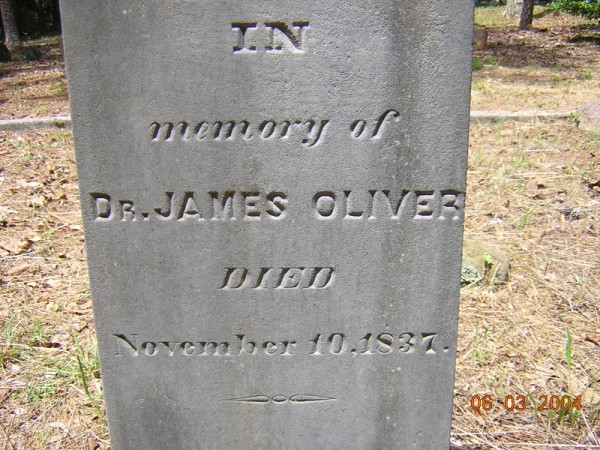 IN
memory of
DR. JAMES OLIVER
DIED
November 10, 1837.
06 03 2004